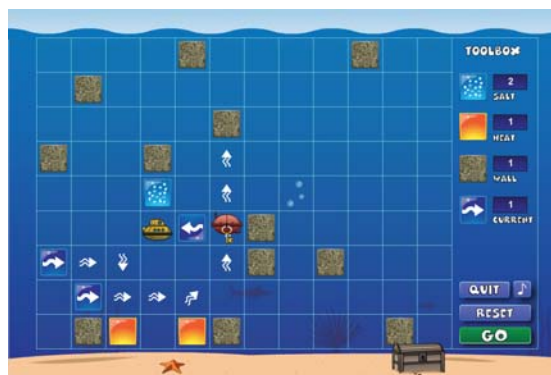 TOOLBOX
2
SALT
1
HEAT
1
WALL
1
CURRENT
QUIT
RESET
GO